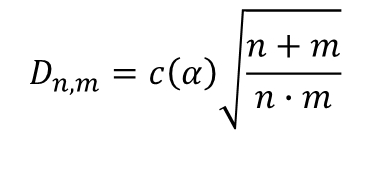 D_{n,m} = c(α)√((n + m)/(n · m))